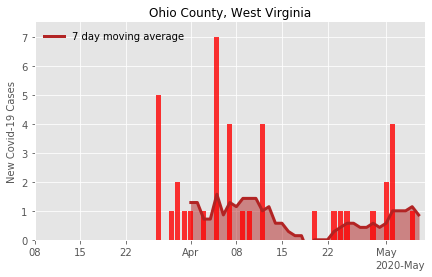 Ohio County, West Virginia
7 day moving average
New Covid-19 Cases
7
6
5
4
3
2
1
0
08 15 22 Apr 08 15 22 May
2020-May